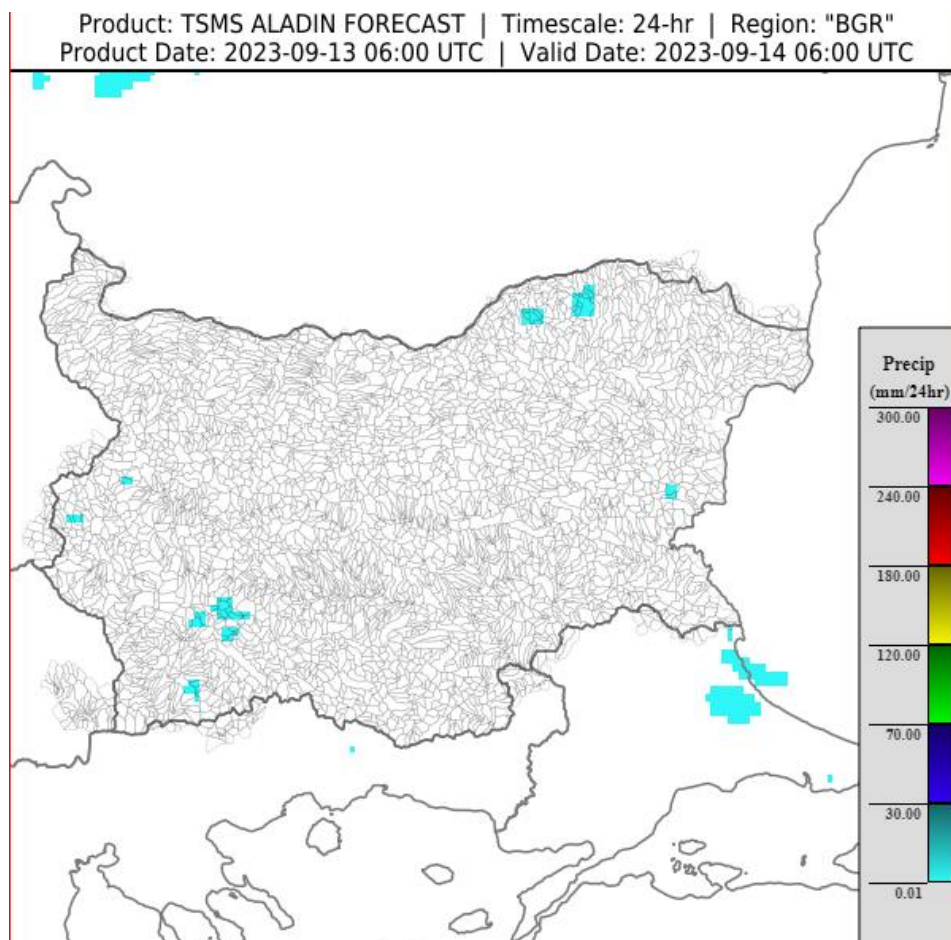 Product: TSMS ALADIN FORECAST | Timescale: 24-hr | Region: "BGR"
Product Date: 2023-09-13 06:00 UTC | Valid Date: 2023-09-14 06:00 UTC
Precip
(mm/24hr)
300.00
240.00
180.00
120.00
70.00
30.00
0.01